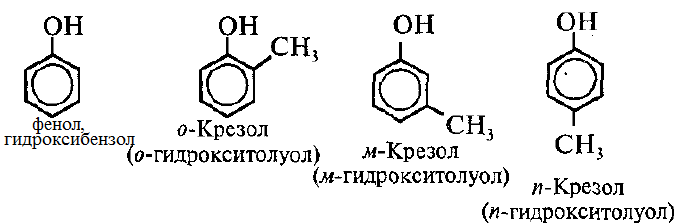 OH
фенол,
гидроксибензол
OH
CH₃
о-Крезол
(о-гидрокситолуол)
OH
CH₃
м-Крезол
(м-гидрокситолуол)
OH
CH₃
п-Крезол
(п-гидрокситолуол)